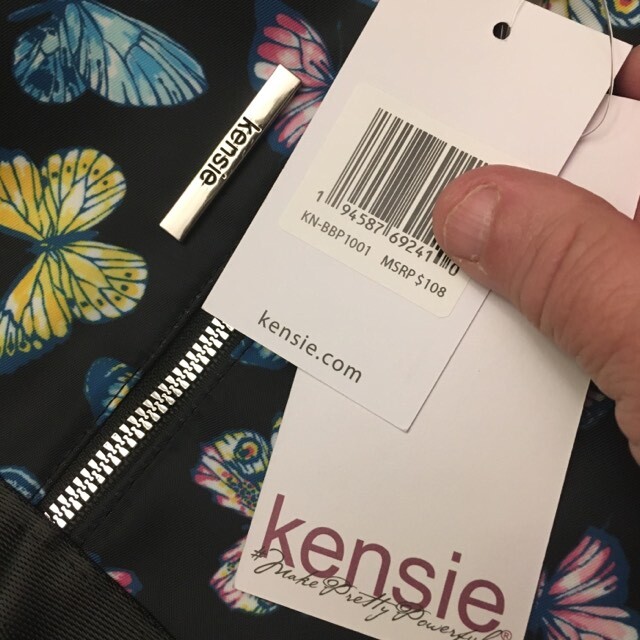 kensie
1 94587 69241 0
KN-BBP1001 MSRP $108
kensie.com
kensie®
#Make Pretty Powerful